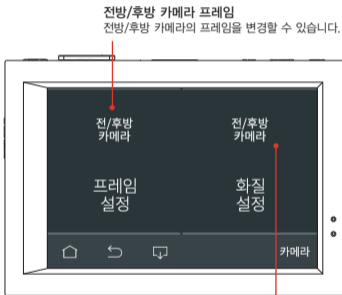 전방/후방 카메라 프레임
전방/후방 카메라의 프레임을 변경할 수 있습니다.
전/후방 전/후방
카메라 카메라
프레임 화질
설정 설정
카메라